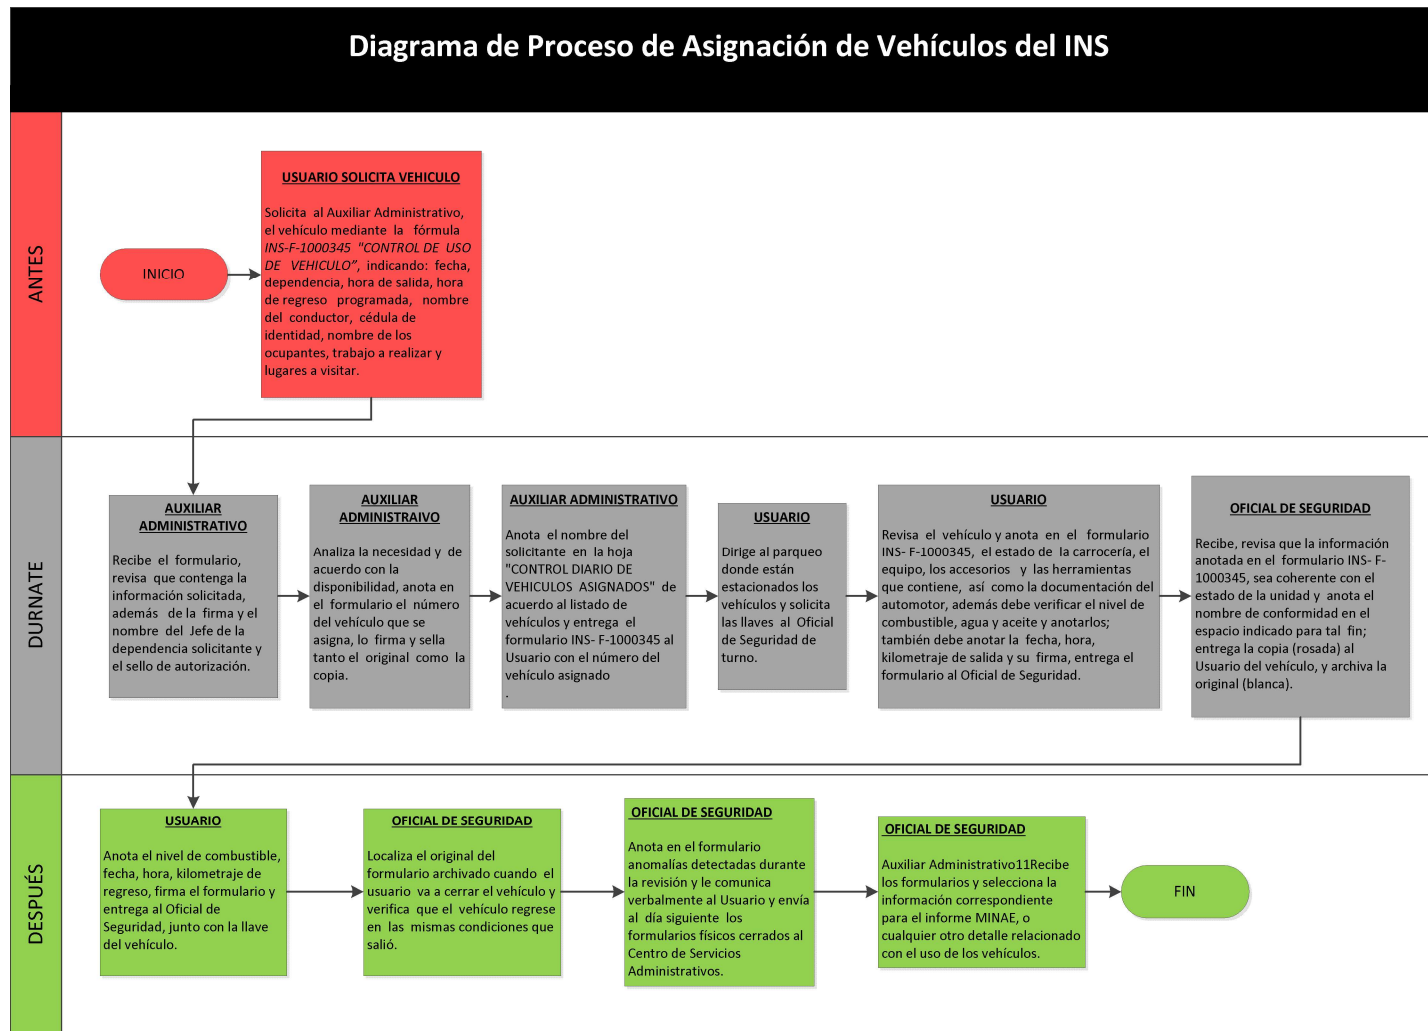 Diagrama de Proceso de Asignación de Vehículos del INS
ANTES
INICIO
USUARIO SOLICITA VEHICULO
Solicita al Auxiliar Administrativo,
el vehículo mediante la fórmula
INS-F-1000345 "CONTROL DE USO
DE VEHICULO", indicando: fecha,
dependencia, hora de salida, hora
de regreso programada, nombre
del conductor, cédula de
identidad, nombre de los
ocupantes, trabajo a realizar y
lugares a visitar.
DURNATE
AUXILIAR
ADMINISTRATIVO
Recibe el formulario,
revisa que contenga la
información solicitada,
además de la firma y el
nombre del Jefe de la
dependencia solicitante y
el sello de autorización.
AUXILIAR
ADMINISTRAIVO
Analiza la necesidad y de
acuerdo con la
disponibilidad, anota en
el formulario el número
del vehículo que se
asigna, lo firma y sella
tanto el original como la
copia.
AUXILIAR ADMINISTRATIVO
Anota el nombre del
solicitante en la hoja
"CONTROL DIARIO DE
VEHICULOS ASIGNADOS" de
acuerdo al listado de
vehículos y entrega el
formulario INS- F-1000345 al
Usuario con el número del
vehículo asignado
.
USUARIO
Dirige al parqueo
donde están
estacionados los
vehículos y solicita
las llaves al Oficial
de Seguridad de
turno.
USUARIO
Revisa el vehículo y anota en el formulario
INS- F-1000345, el estado de la carrocería, el
equipo, los accesorios y las herramientas
que contiene, así como la documentación del
automotor, además debe verificar el nivel de
combustible, agua y aceite y anotarlos;
también debe anotar la fecha, hora,
kilometraje de salida y su firma, entrega el
formulario al Oficial de Seguridad.
OFICIAL DE SEGURIDAD
Recibe, revisa que la información
anotada en el formulario INS- F-
1000345, sea coherente con el
estado de la unidad y anota el
nombre de conformidad en el
espacio indicado para tal fin;
entrega la copia (rosada) al
Usuario del vehículo, y archiva la
original (blanca).
DESPUÉS
USUARIO
Anota el nivel de combustible,
fecha, hora, kilometraje de
regreso, firma el formulario y
entrega al Oficial de
Seguridad, junto con la llave
del vehículo.
OFICIAL DE SEGURIDAD
Localiza el original del
formulario archivado cuando el
usuario va a cerrar el vehículo y
verifica que el vehículo regrese
en las mismas condiciones que
salió.
OFICIAL DE SEGURIDAD
Anota en el formulario
anomalías detectadas durante
la revisión y le comunica
verbalmente al Usuario y envía
al día siguiente los
formularios físicos cerrados al
Centro de Servicios
Administrativos.
OFICIAL DE SEGURIDAD
Auxiliar Administrativo11Recibe
los formularios y selecciona la
información correspondiente
para el informe MINAE, o
cualquier otro detalle relacionado
con el uso de los vehículos.
FIN